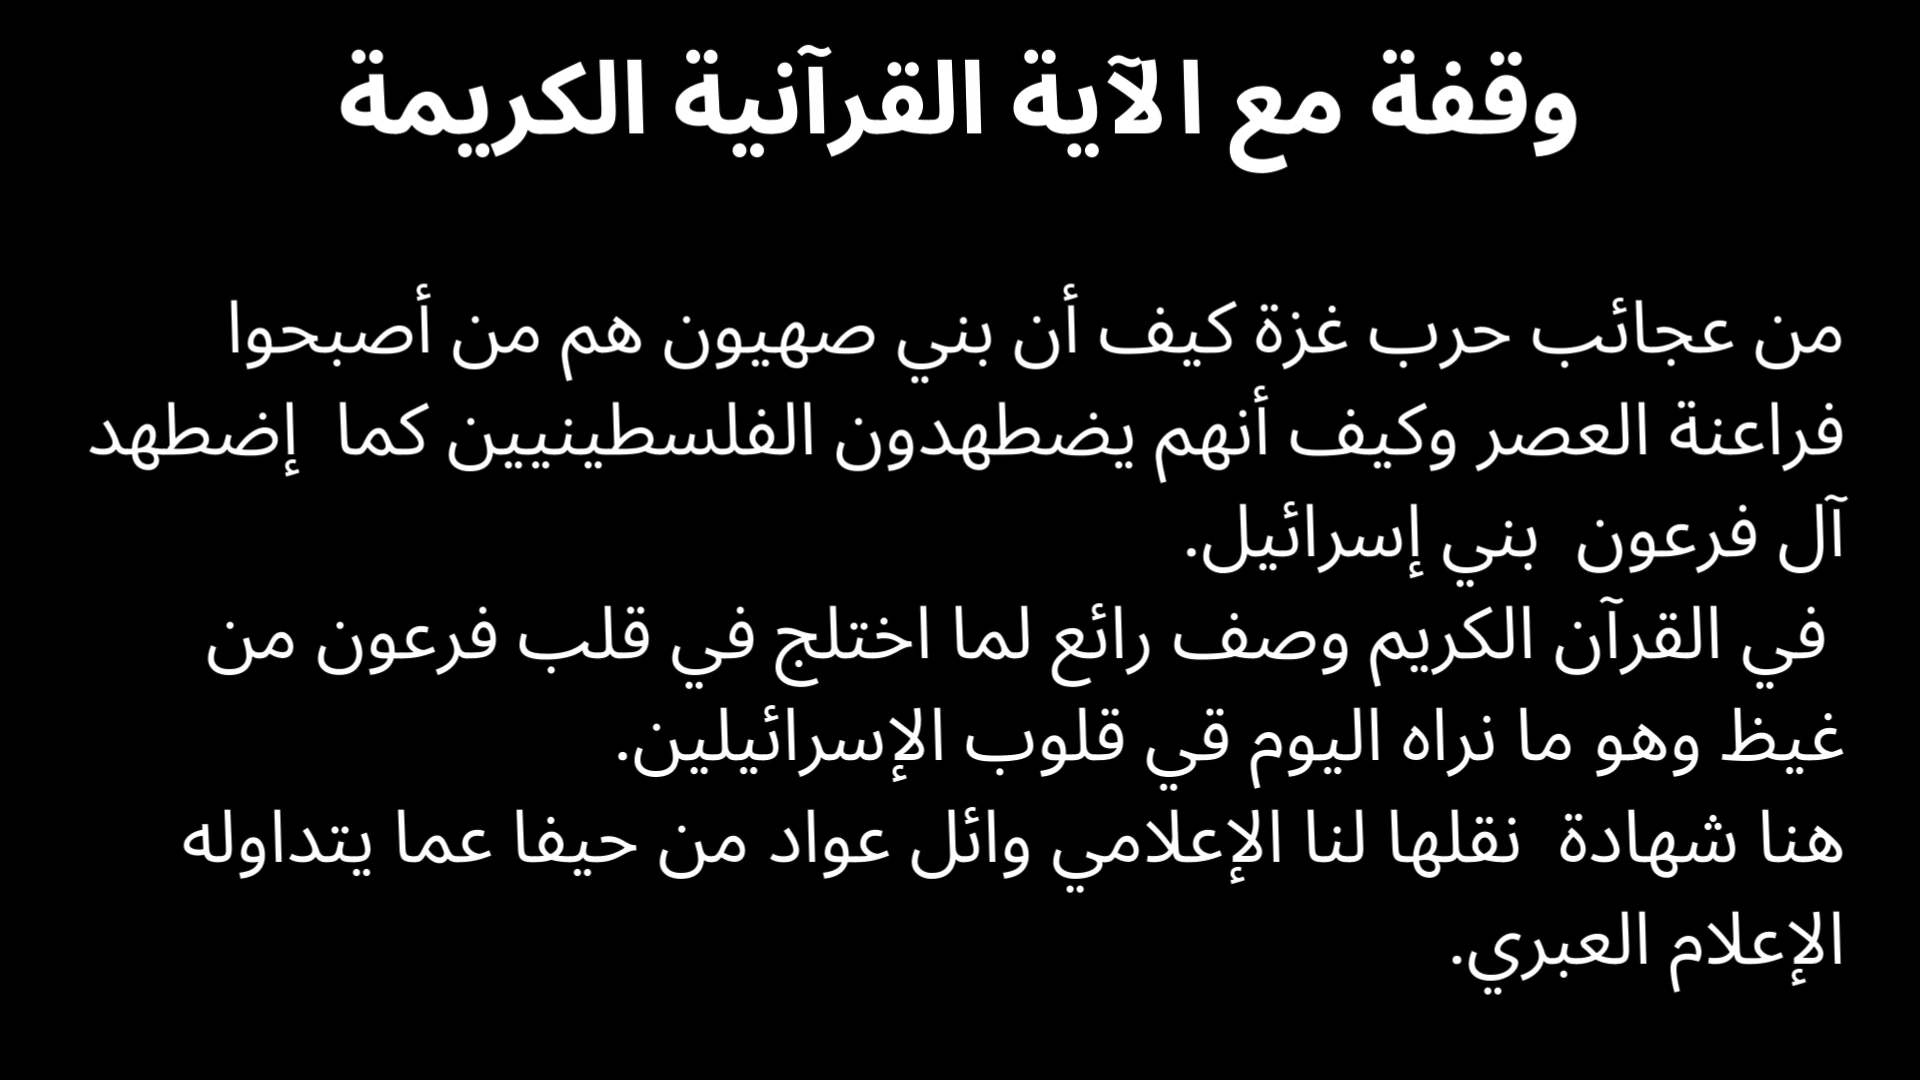 وقفة مع الآية القرآنية الكريمة
من عجائب حرب غزة كيف أن بني صهيون هم من أصبحوا
فراعنة العصر وكيف أنهم يضطهدون الفلسطينيين كما إضطهد
آل فرعون بني إسرائيل.
في القرآن الكريم وصف رائع لما اختلج في قلب فرعون من
غيظ وهو ما نراه اليوم قي قلوب الإسرائيلين.
هنا شهادة نقلها لنا الإعلامي وائل عواد من حيفا عما يتداوله
الإعلام العبري.